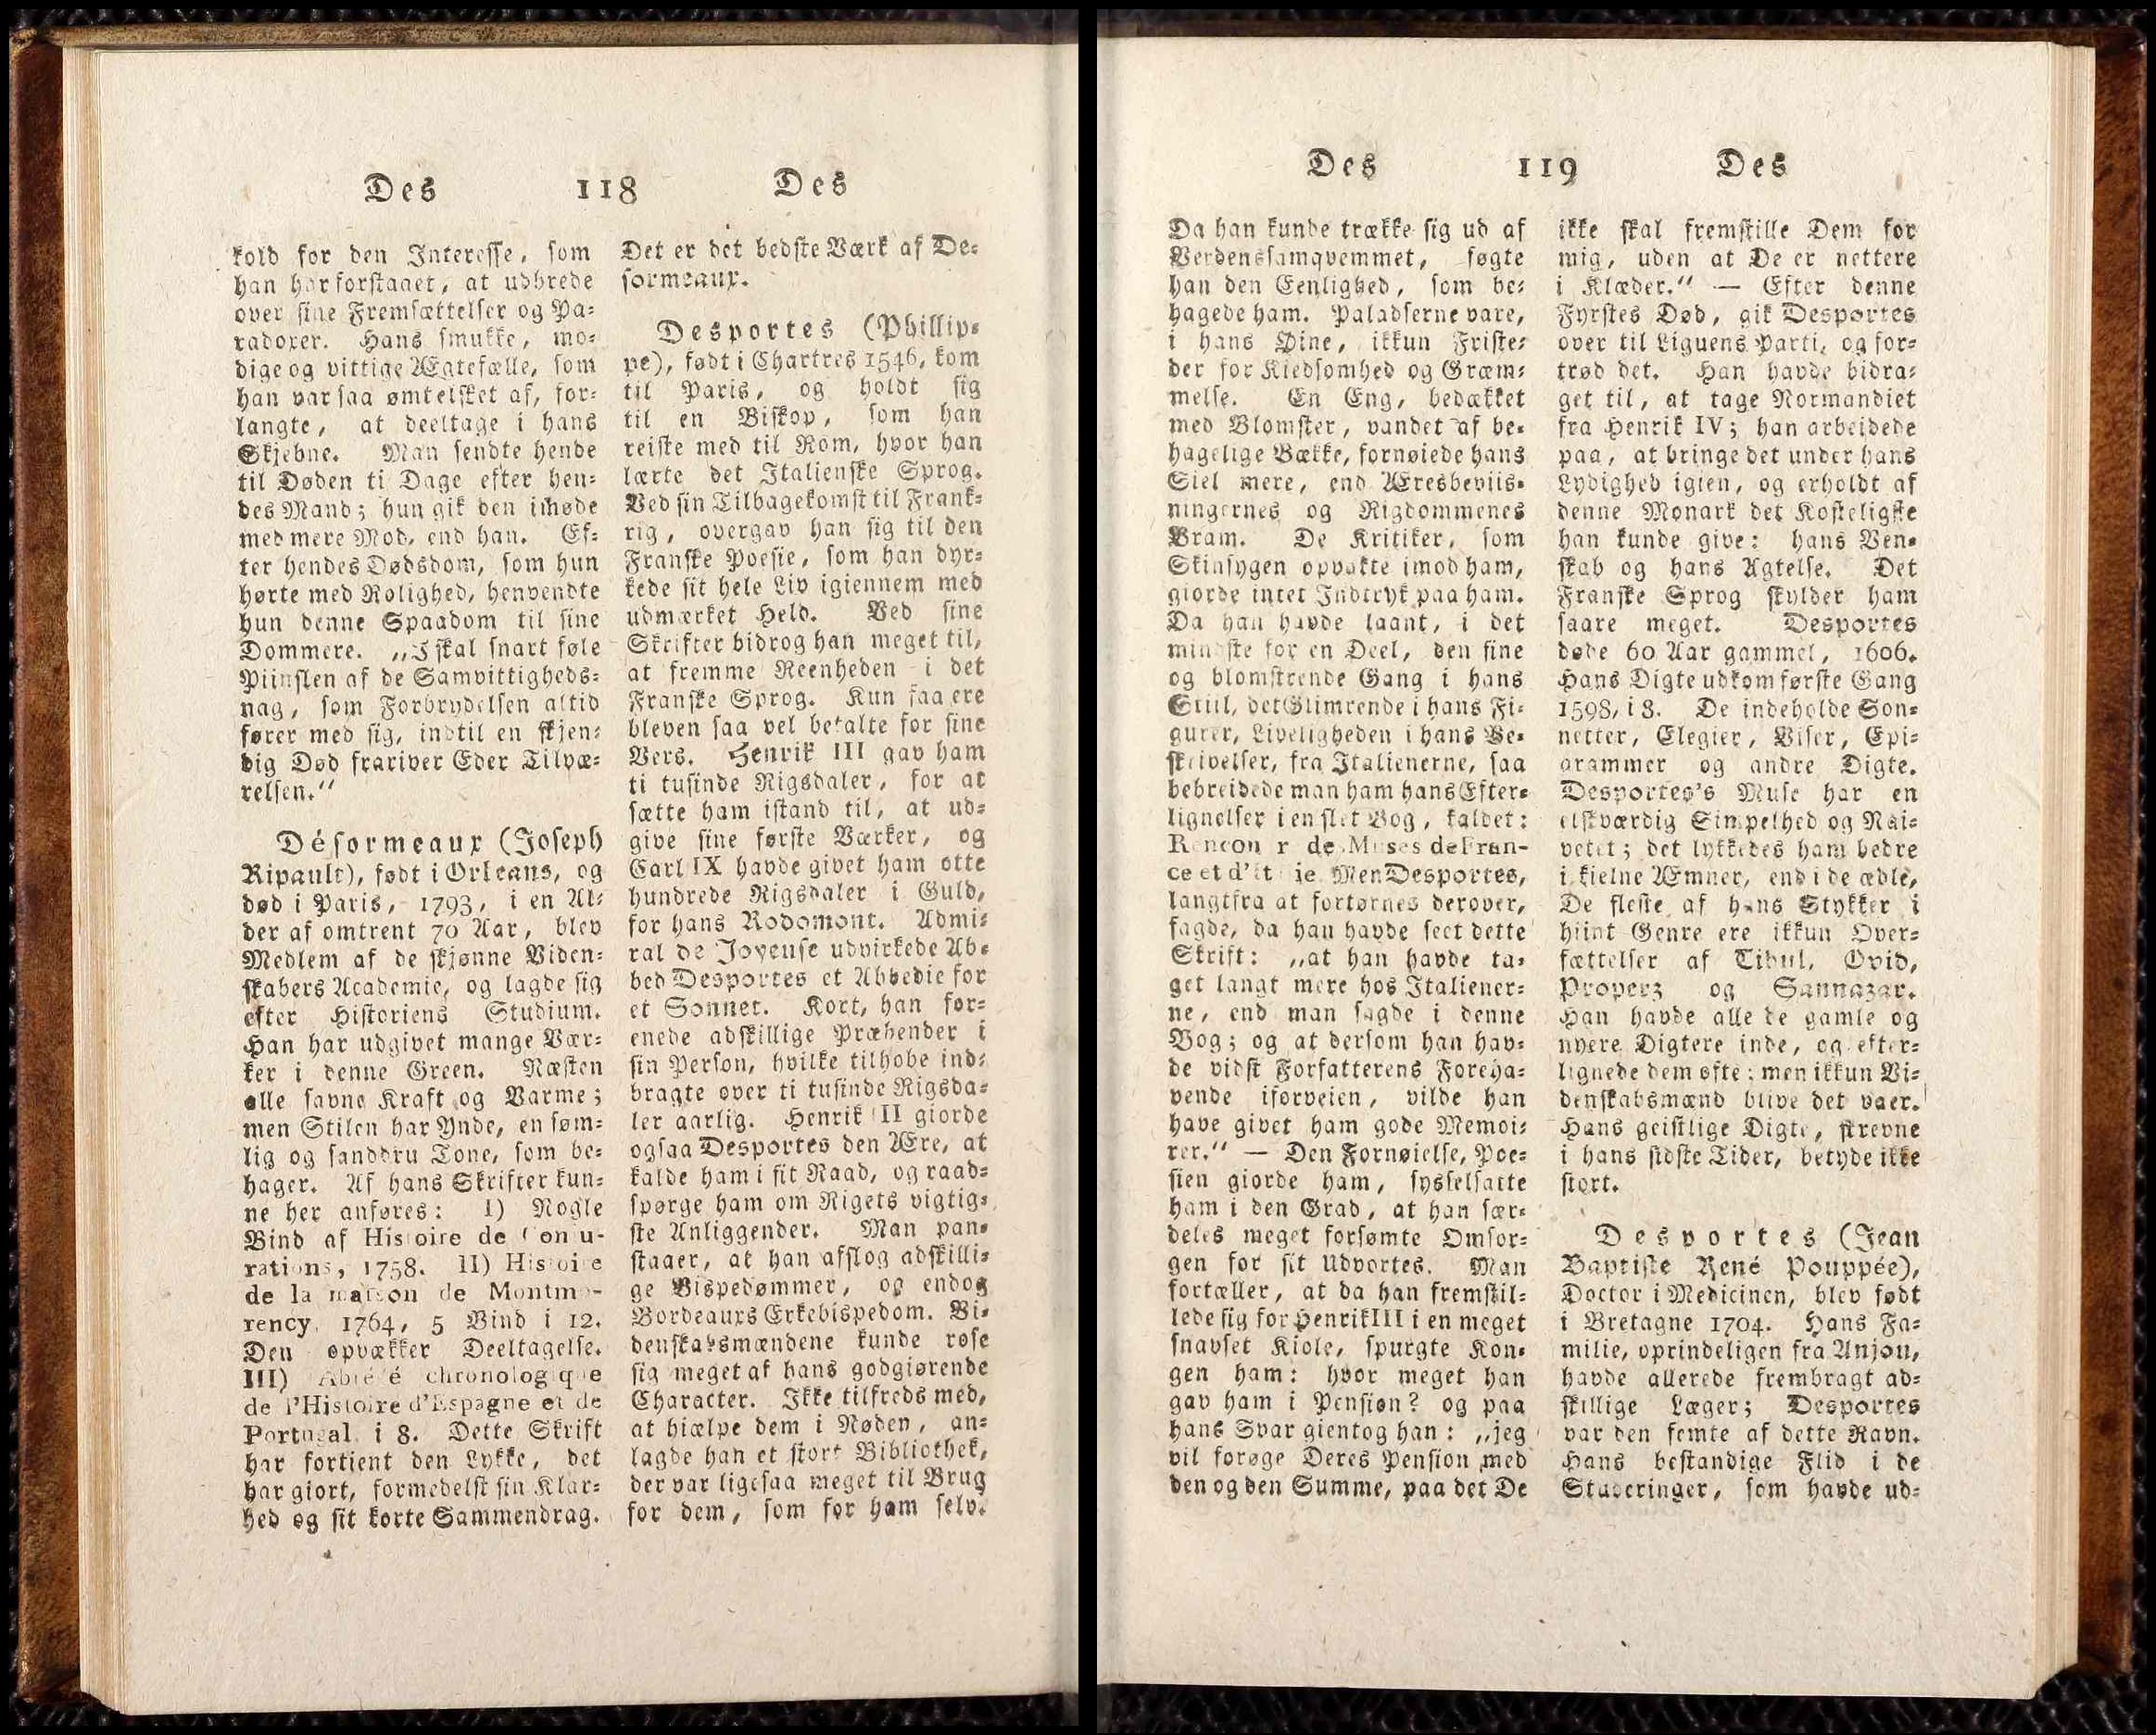 Des 118 Des
kold for den Interesse, som
han har forstaaet, at udbrede
over sine Fremsættelser og Pa-
radoxer. Hans smukke, mo-
dige og vittige Ægtefælle, som
han var saa ømt elsket af, for-
langte, at deeltage i hans
Skjebne. Man sendte hende
til Døden ti Dage efter hen-
des Mand; hun gik den imøde
med mere Mod, end han. Ef-
ter hendes Dødsdom, som hun
hørte med Rolighed, henvendte
hun denne Spaadom til sine
Dommere. „I skal snart føle
Piinslen af de Samvittigheds-
nag, som Forbrydelsen altid
fører med sig, indtil en skjen-
dig Død frariver Eder Tilvæ-
relsen.“
Désormeaux (Joseph
Ripault), født i Orleans, og
død i Paris, 1793, i en Al-
der af omtrent 70 Aar, blev
Medlem af de skjønne Viden-
skabers Academie, og lagde sig
efter Historiens Studium.
Han har udgivet mange Vær-
ker i denne Green. Næsten
alle savne Kraft og Varme;
men Stilen har Ynde, en søm-
lig og sanddru Tone, som be-
hager. Af hans Skrifter kun-
ne her anføres: I) Nogle
Bind af Histoire de Conju-
rations, 1758. II) Histoire
de la maison de Montmo-
rency, 1764, 5 Bind i 12.
Den opvækker Deeltagelse.
III) Abrégé chronologique
de l'Histoire d'Espagne et de
Portugal, i 8. Dette Skrift
har fortient den Lykke, det
har giort, formedelst sin Klar-
hed og sit korte Sammendrag.
Det er det bedste Værk af De-
sormeaux.
Desportes (Phillip-
pe), født i Chartres 1546, kom
til Paris, og holdt sig
til en Biskop, som han
reiste med til Rom, hvor han
lærte det Italienske Sprog.
Ved sin Tilbagekomst til Frank-
rig, overgav han sig til den
Franske Poesie, som han dyr-
kede sit hele Liv igiennem med
udmærket Held. Ved sine
Skrifter bidrog han meget til,
at fremme Reenheden i det
Franske Sprog. Kun faa ere
bleven saa vel betalte for sine
Vers. Henrik III gav ham
ti tusinde Rigsdaler, for at
sætte ham istand til, at ud-
give sine første Værker, og
Carl IX havde givet ham otte
hundrede Rigsdaler i Guld,
for hans Rodomont. Admi-
ral de Joyeuse udvirkede Ab-
bed Desportes et Abbedie for
et Sonnet. Kort, han for-
enede adskillige Præbender i
sin Person, hvilke tilhobe ind-
bragte over ti tusinde Rigsda-
ler aarlig. Henrik III giorde
ogsaa Desportes den Ære, at
kalde ham i sit Raad, og raad-
spørge ham om Rigets vigtig-
ste Anliggender. Man paa-
staaer, at han afslog adskilli-
ge Bispedømmer, og endog
Bordeauxs Erkebispedom. Vi-
denskabsmændene kunde rose
sig meget af hans godgiørende
Character. Ikke tilfreds med,
at hiælpe dem i Nøden, an-
lagde han et stort Bibliothek,
der var ligesaa meget til Brug
for dem, som for ham selv.
Des 119 Des
Da han kunde trække sig ud af
Verdenssamqvemmet, søgte
han den Eenlighed, som be-
hagede ham. Paladserne vare,
i hans Øine, ikkun Friste-
der for Kiedsomhed og Græm-
melse. En Eng, bedækket
med Blomster, vandet af be-
hagelige Bække, fornøiede hans
Siel mere, end Æresbeviis-
ningernes og Rigdommenes
Bram. De Kritiker, som
Skinsygen opvakte imod ham,
giorde intet Indtryk paa ham.
Da han havde laant, i det
mindste for en Deel, den fine
og blomstrende Gang i hans
Stiil, det Glimrende i hans Fi-
gurer, Liveligheden i hans Be-
skrivelser, fra Italienerne, saa
bebreidede man ham hans Efter-
lignelser i en slet Bog, kaldet:
Rencontre des Muses de Fran-
ce et d'Italie. Men Desportes,
langtfra at fortørnes derover,
sagde, da han havde seet dette
Skrift: „at han havde ta-
get langt mere hos Italiener-
ne, end man sagde i denne
Bog; og at dersom han hav-
de vidst Forfatterens Foreha-
vende iforveien, vilde han
have givet ham gode Memoi-
rer.“ — Den Fornøielse, Poe-
sien giorde ham, sysselsatte
ham i den Grad, at han sær-
deles meget forsømte Omsor-
gen for sit Udvortes. Man
fortæller, at da han fremstil-
lede sig for Henrik III i en meget
snavset Kiole, spurgte Kon-
gen ham: hvor meget han
gav ham i Pension? og paa
hans Svar gientog han: „jeg
vil forøge Deres Pension med
den og den Summe, paa det De
ikke skal fremstille Dem for
mig, uden at De er nettere
i Klæder.“ — Efter denne
Fyrstes Død, gik Desportes
over til Liguens Parti, og for-
trød det. Han havde bidra-
get til, at tage Normandiet
fra Henrik IV; han arbeidede
paa, at bringe det under hans
Lydighed igien, og erholdt af
denne Monark det Kosteligste
han kunde give: hans Ven-
skab og hans Agtelse. Det
Franske Sprog skylder ham
saare meget. Desportes
døde 60 Aar gammel, 1606.
Hans Digte udkom første Gang
1598, i 8. De indeholde Son-
netter, Elegier, Viser, Epi-
grammer og andre Digte.
Desportes's Muse har en
elskværdig Simpelhed og Nai-
vetet; det lykkedes ham bedre
i kielne Æmner, end i de ædle,
De fleste af hans Stykker i
hiint Genre ere ikkun Over-
sættelser af Tibul, Ovid,
Properz og Sannazar.
Han havde alle de gamle og
nyere Digtere inde, og efter-
lignede dem ofte; men ikkun Vi-
denskabsmænd blive det vaer.
Hans geistlige Digte, skrevne
i hans sidste Tider, betyde ikke
stort.
Desportes (Jean
Baptiste René Pouppée),
Doctor i Medicinen, blev født
i Bretagne 1704. Hans Fa-
milie, oprindeligen fra Anjou,
havde allerede frembragt ad-
skillige Læger; Desportes
var den femte af dette Navn.
Hans bestandige Flid i de
Studeringer, som havde ud-